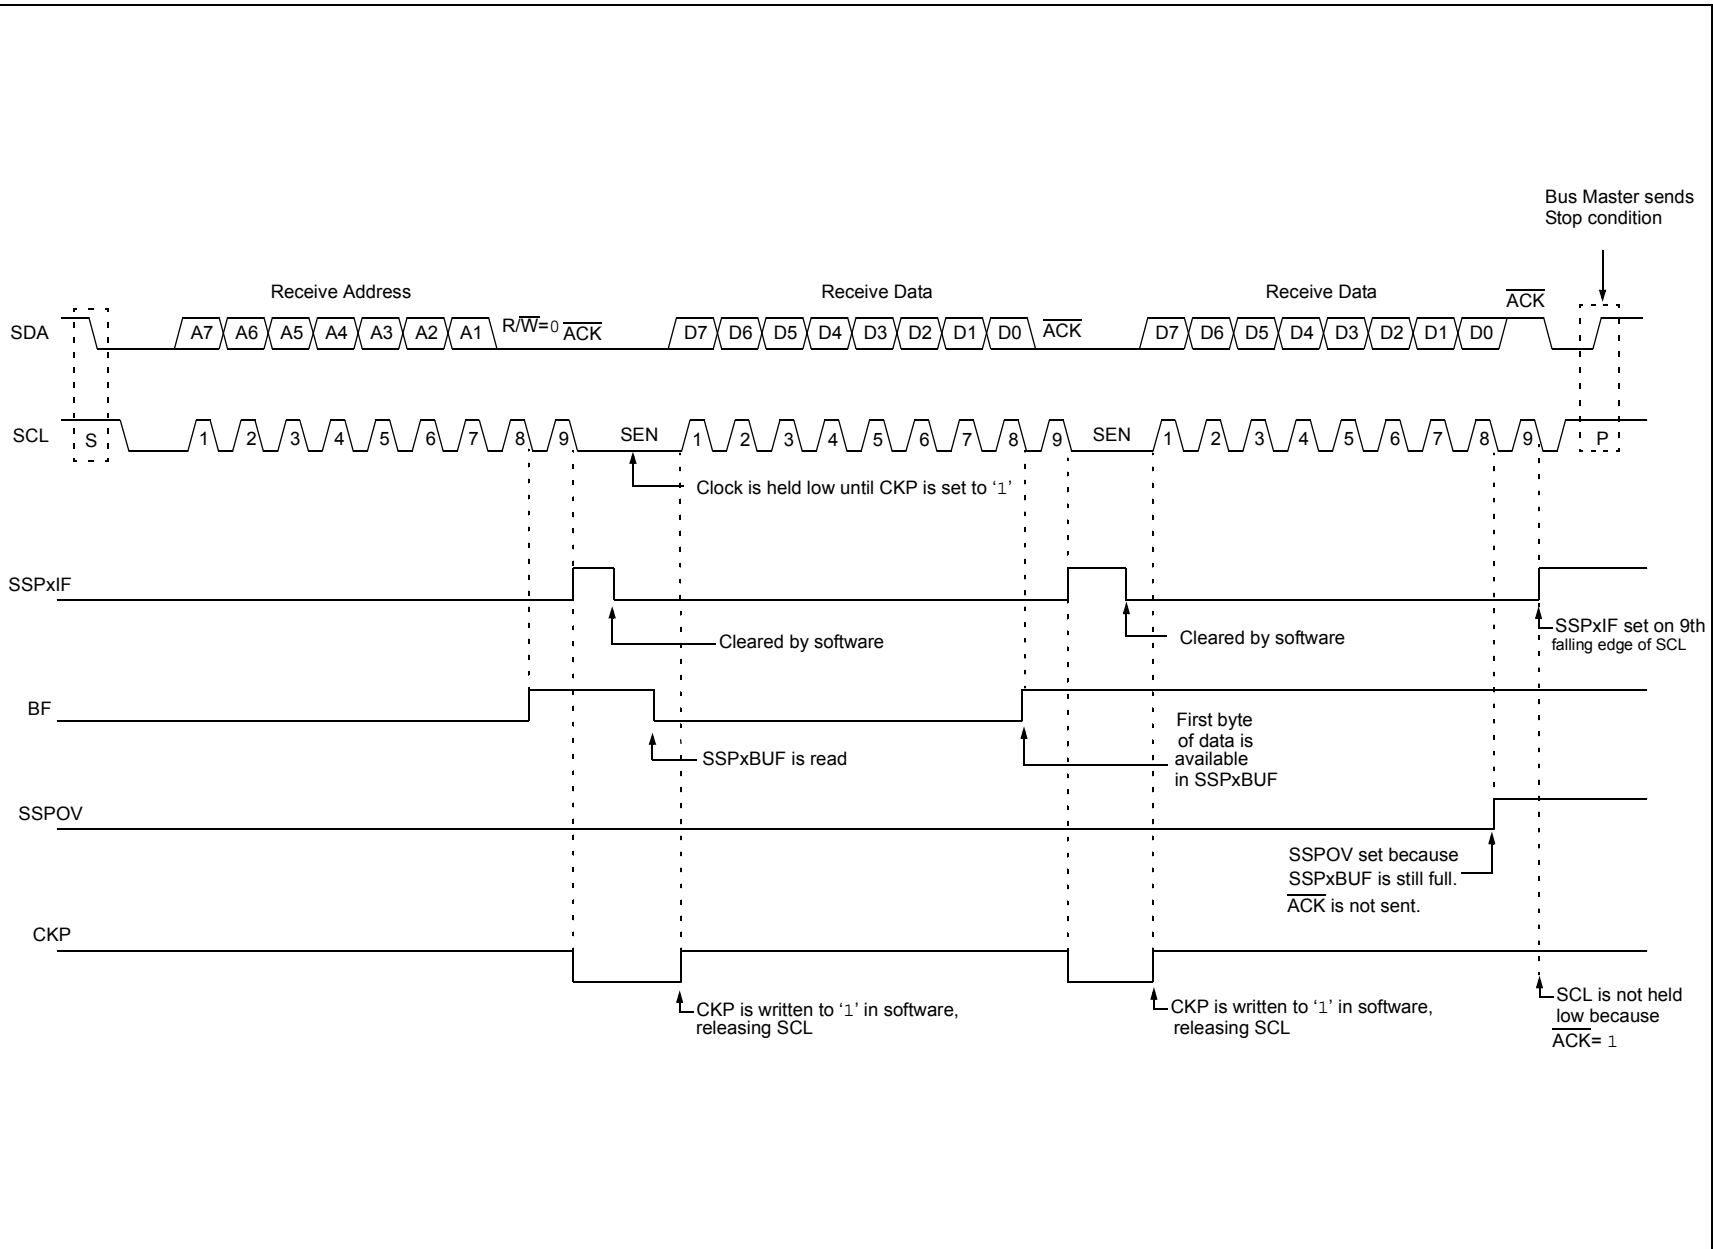 Bus Master sends
Stop condition
Receive Address
Receive Data
Receive Data
ACK
SDA
A7 A6 A5 A4 A3 A2 A1 R/W=0 ACK
D7 D6 D5 D4 D3 D2 D1 D0 ACK
D7 D6 D5 D4 D3 D2 D1 D0
SCL
S 1 2 3 4 5 6 7 8 9 SEN 1 2 3 4 5 6 7 8 9 SEN 1 2 3 4 5 6 7 8 9 P
Clock is held low until CKP is set to ‘1’
SSPxIF
Cleared by software
Cleared by software
SSPxIF set on 9th
falling edge of SCL
BF
SSPxBUF is read
First byte
of data is
available
in SSPxBUF
SSPOV
SSPOV set because
SSPxBUF is still full.
ACK is not sent.
CKP
CKP is written to ‘1’ in software,
releasing SCL
CKP is written to ‘1’ in software,
releasing SCL
SCL is not held
low because
ACK= 1